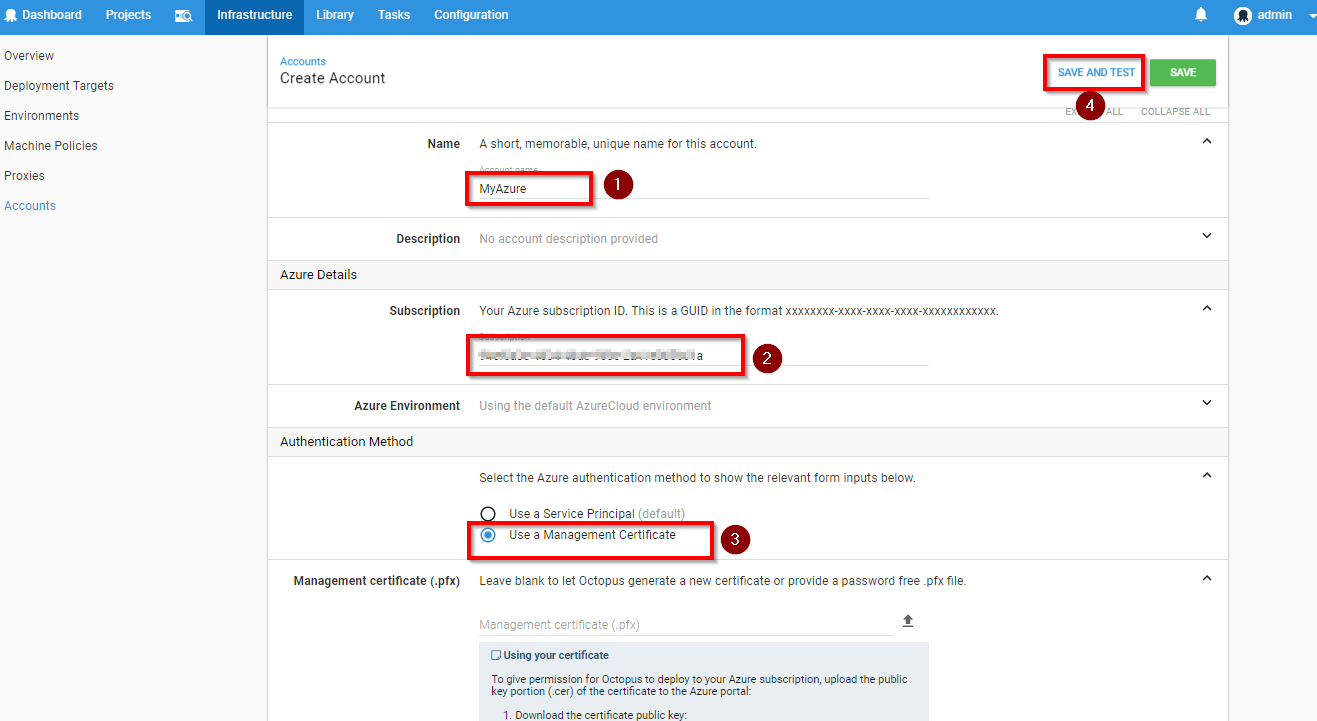 Dashboard Projects Infrastructure Library Tasks Configuration admin
Overview
Deployment Targets
Environments
Machine Policies
Proxies
Accounts
Accounts
Create Account
SAVE AND TEST SAVE
4
ALL COLLAPSE ALL
Name A short, memorable, unique name for this account.
Account name
MyAzure 1
Description No account description provided
Azure Details
Subscription Your Azure subscription ID. This is a GUID in the format xxxxxxxx-xxxx-xxxx-xxxx-xxxxxxxxxxxx.
Subscription
2
Azure Environment Using the default AzureCloud environment
Authentication Method
Select the Azure authentication method to show the relevant form inputs below.
Use a Service Principal (default)
Use a Management Certificate 3
Management certificate (.pfx) Leave blank to let Octopus generate a new certificate or provide a password free .pfx file.
Management certificate (.pfx)
Using your certificate
To give permission for Octopus to deploy to your Azure subscription, upload the public
key portion (.cer) of the certificate to the Azure portal:
1. Download the certificate public key: